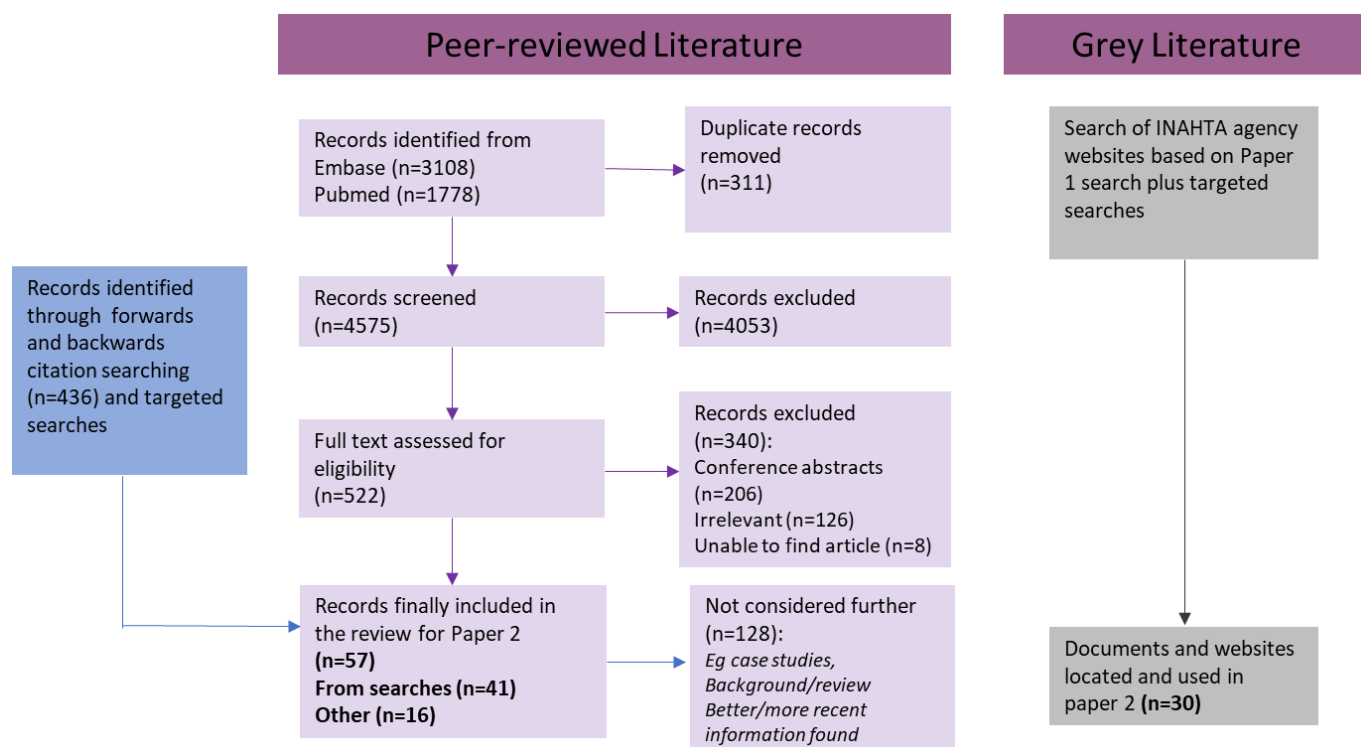 Peer-reviewed Literature
Grey Literature
Records identified from
Embase (n=3108)
Pubmed (n=1778)
Duplicate records
removed
(n=311)
Search of INAHTA agency
websites based on Paper
1 search plus targeted
searches
Records identified
through forwards
and backwards
citation searching
(n=436) and targeted
searches
Records screened
(n=4575)
Records excluded
(n=4053)
Full text assessed for
eligibility
(n=522)
Records excluded
(n=340):
Conference abstracts
(n=206)
Irrelevant (n=126)
Unable to find article (n=8)
Records finally included in
the review for Paper 2
(n=57)
From searches (n=41)
Other (n=16)
Not considered further
(n=128):
Eg case studies,
Background/review
Better/more recent
information found
Documents and websites
located and used in
paper 2 (n=30)